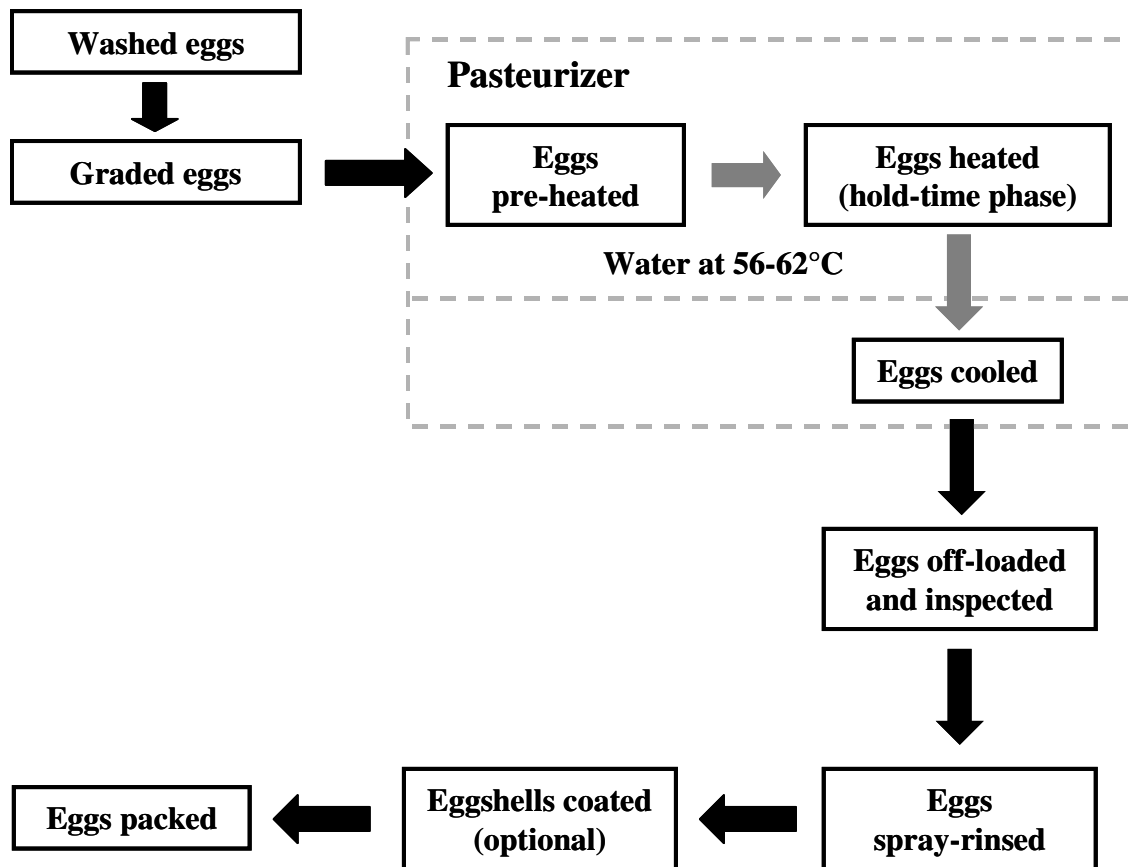 Washed eggs
Graded eggs
Pasteurizer
Eggs
pre-heated
Eggs heated
(hold-time phase)
Water at 56-62°C
Eggs cooled
Eggs off-loaded
and inspected
Eggs
spray-rinsed
Eggshells coated
(optional)
Eggs packed